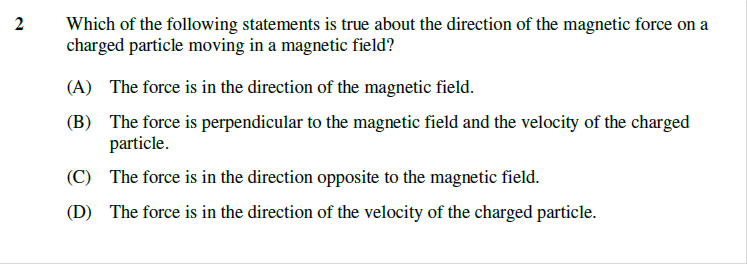 2 Which of the following statements is true about the direction of the magnetic force on a
charged particle moving in a magnetic field?
(A) The force is in the direction of the magnetic field.
(B) The force is perpendicular to the magnetic field and the velocity of the charged
particle.
(C) The force is in the direction opposite to the magnetic field.
(D) The force is in the direction of the velocity of the charged particle.